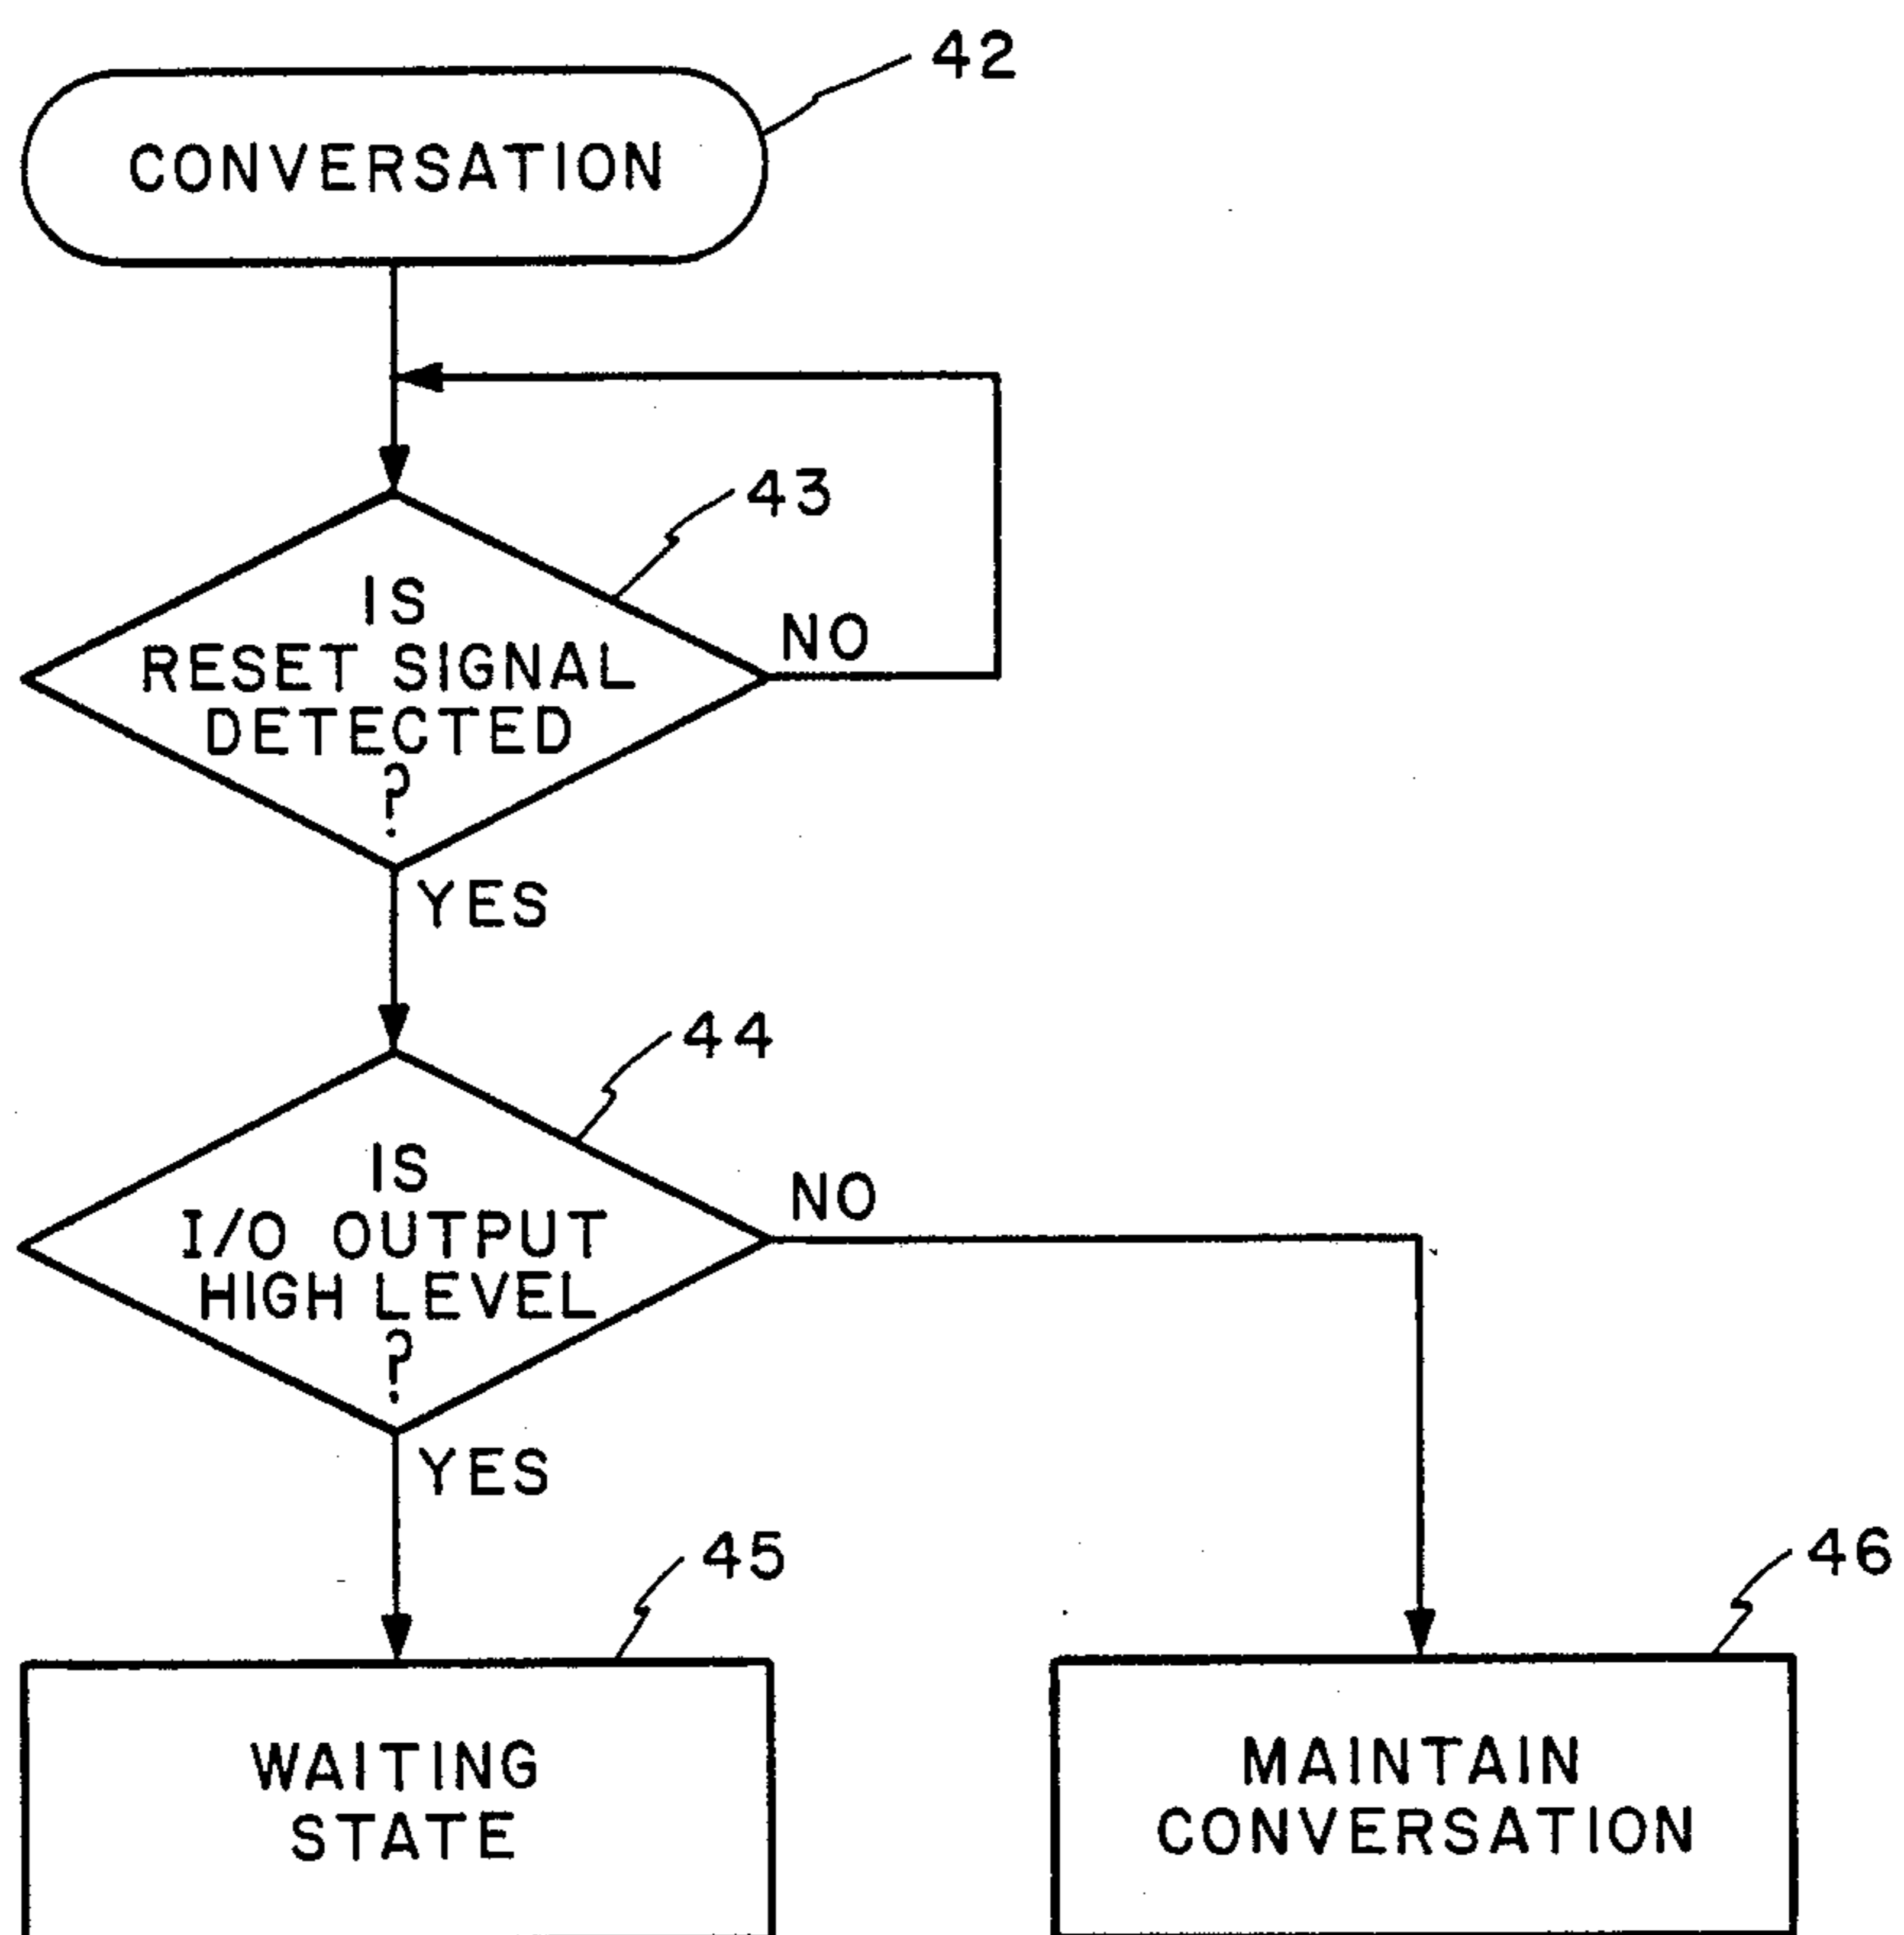 42
CONVERSATION
43
IS
RESET SIGNAL
DETECTED
?
NO
YES
44
IS
I/O OUTPUT
HIGH LEVEL
?
NO
YES
45
WAITING
STATE
46
MAINTAIN
CONVERSATION